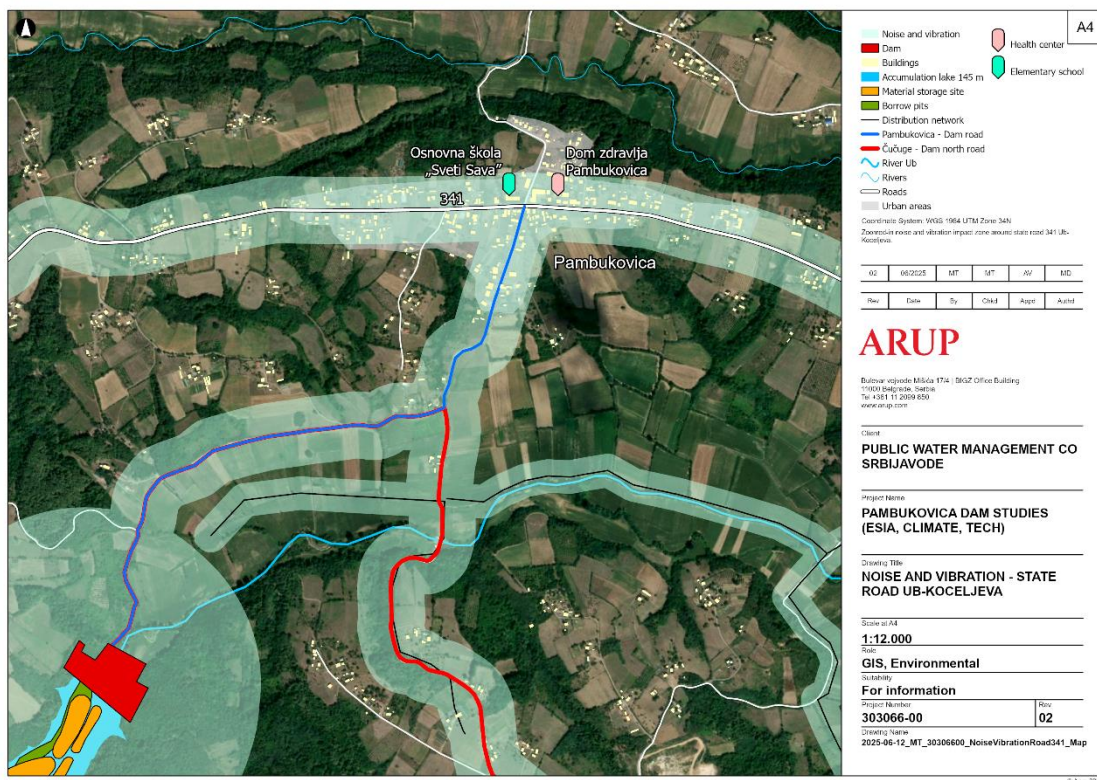 Osnovna škola
„Sveti Sava”
Dom zdravlja
Pambukovica
341
Pambukovica
A4
Noise and vibration
Dam
Buildings
Accumulation lake 145 m
Material storage site
Borrow pits
Distribution network
Pambukovica - Dam road
Čučuge - Dam north road
River Ub
Rivers
Roads
Urban areas
Health center
Elementary school
Coordinate System: WGS 1984 UTM Zone 34N
Zoomed-in noise and vibration impact zone around state road 341 Ub-
Koceljeva.
02 06/2025 MT MT AV MD
Rev Date By Chkd Appd Authd
ARUP
Bulevar vojvode Mišića 17/4 | BIGZ Office Building
11000 Belgrade, Serbia
Tel +381 11 2099 850
www.arup.com
Client
PUBLIC WATER MANAGEMENT CO
SRBIJAVODE
Project Name
PAMBUKOVICA DAM STUDIES
(ESIA, CLIMATE, TECH)
Drawing Title
NOISE AND VIBRATION - STATE
ROAD UB-KOCELJEVA
Scale at A4
1:12.000
Role
GIS, Environmental
Suitability
For information
Project Number
303066-00
Rev
02
Drawing Name
2025-06-12_MT_30306600_NoiseVibrationRoad341_Map